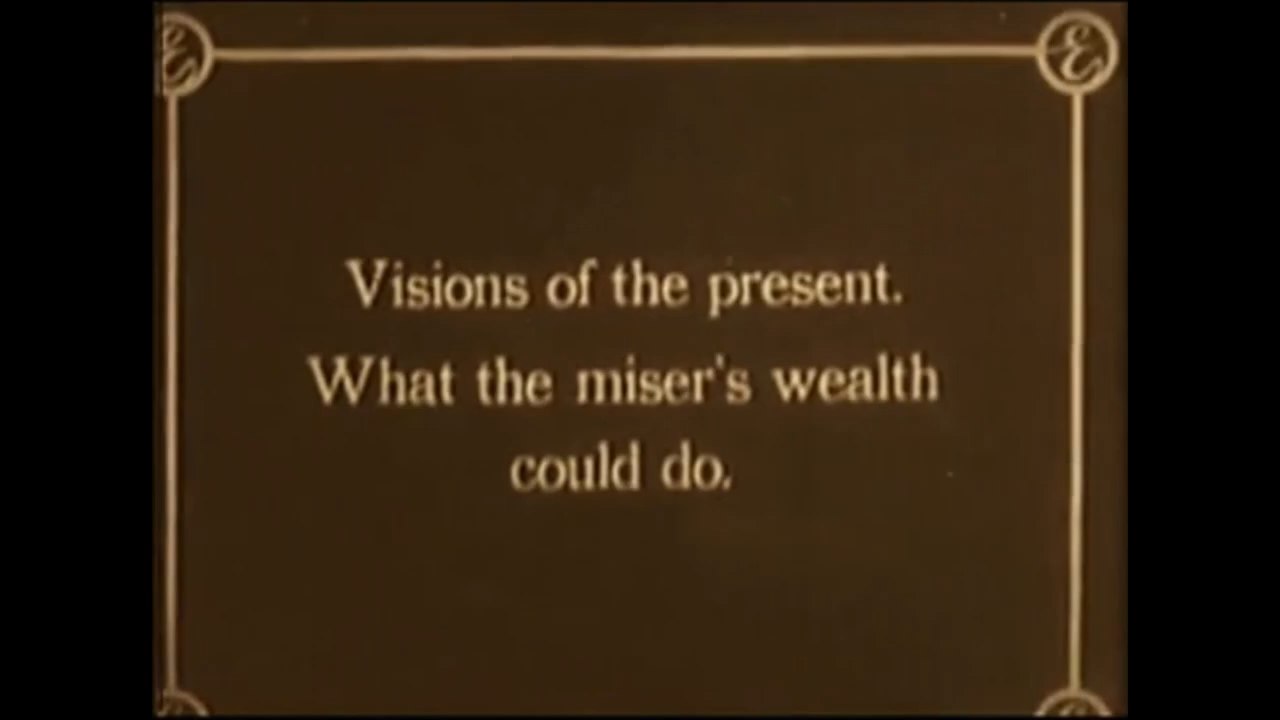 Visions of the present.
What the miser's wealth
could do.